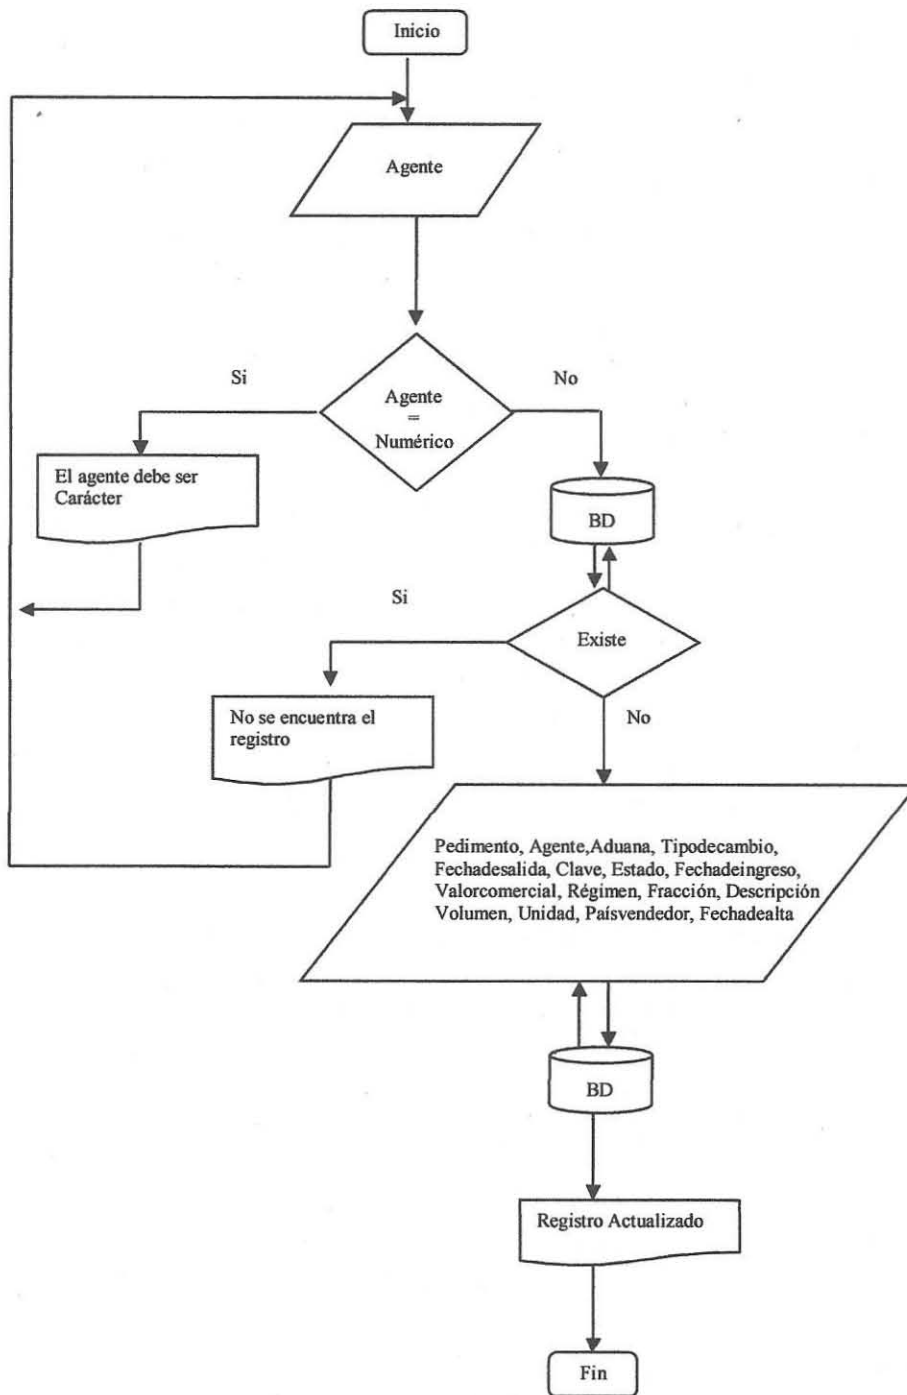 Inicio
Agente
Si
No
Agente
=
Numérico
El agente debe ser
Carácter
BD
Si
Existe
No se encuentra el
registro
No
Pedimento, Agente,Aduana, Tipodecambio,
Fechadesalida, Clave, Estado, Fechadeingreso,
Valorcomercial, Régimen, Fracción, Descripción
Volumen, Unidad, Paísvendedor, Fechadealta
BD
Registro Actualizado
Fin